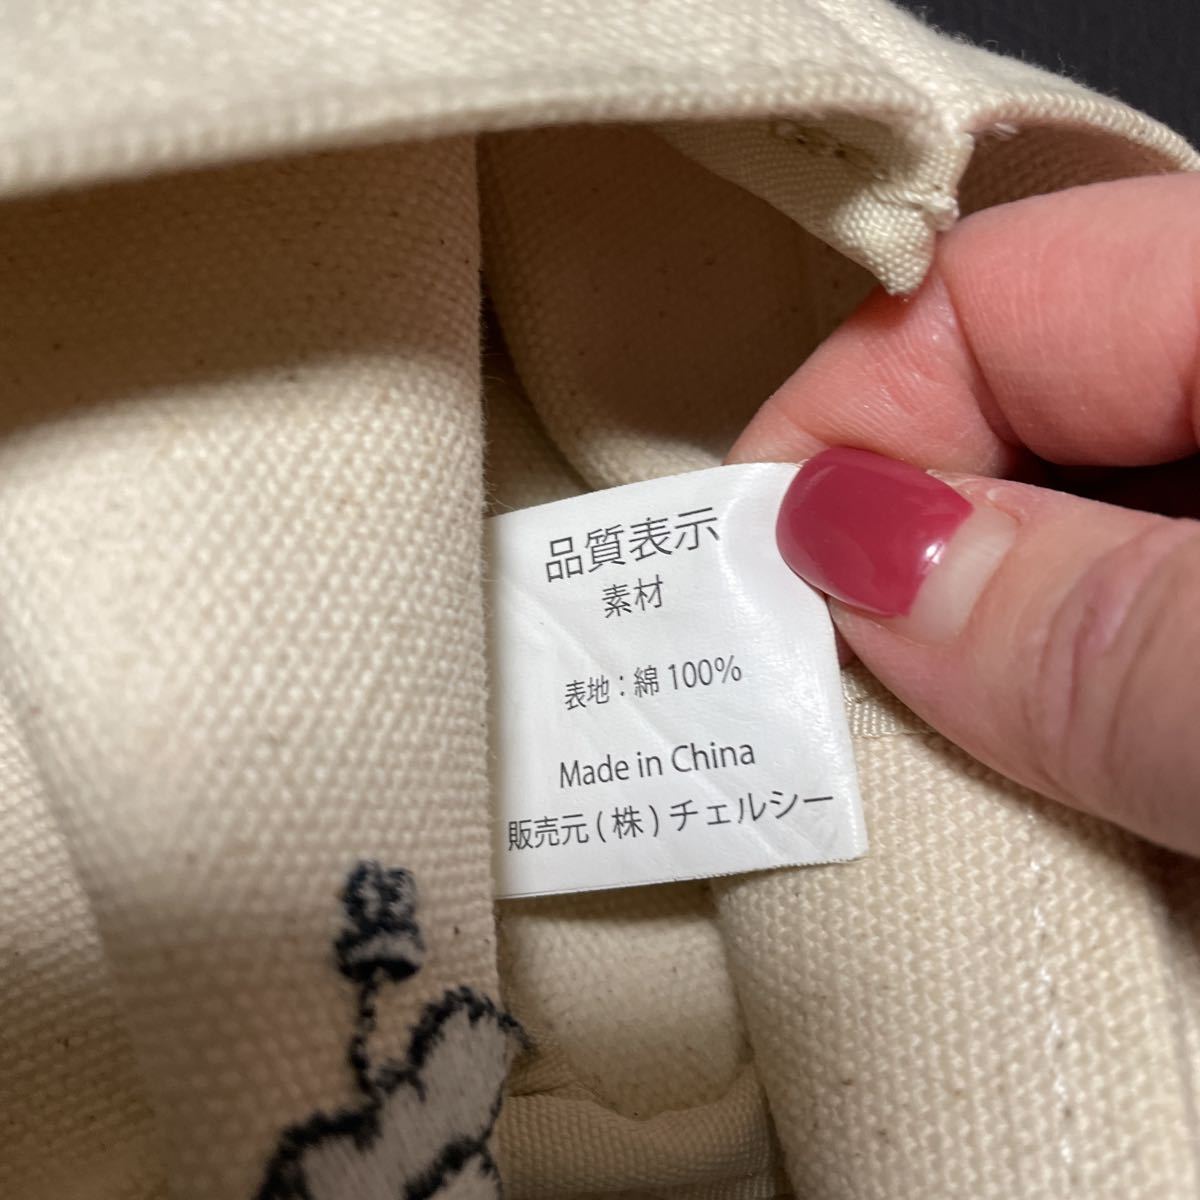 品質表示
素材
表地：綿 100%
Made in China
販売元 ( 株 ) チェルシー